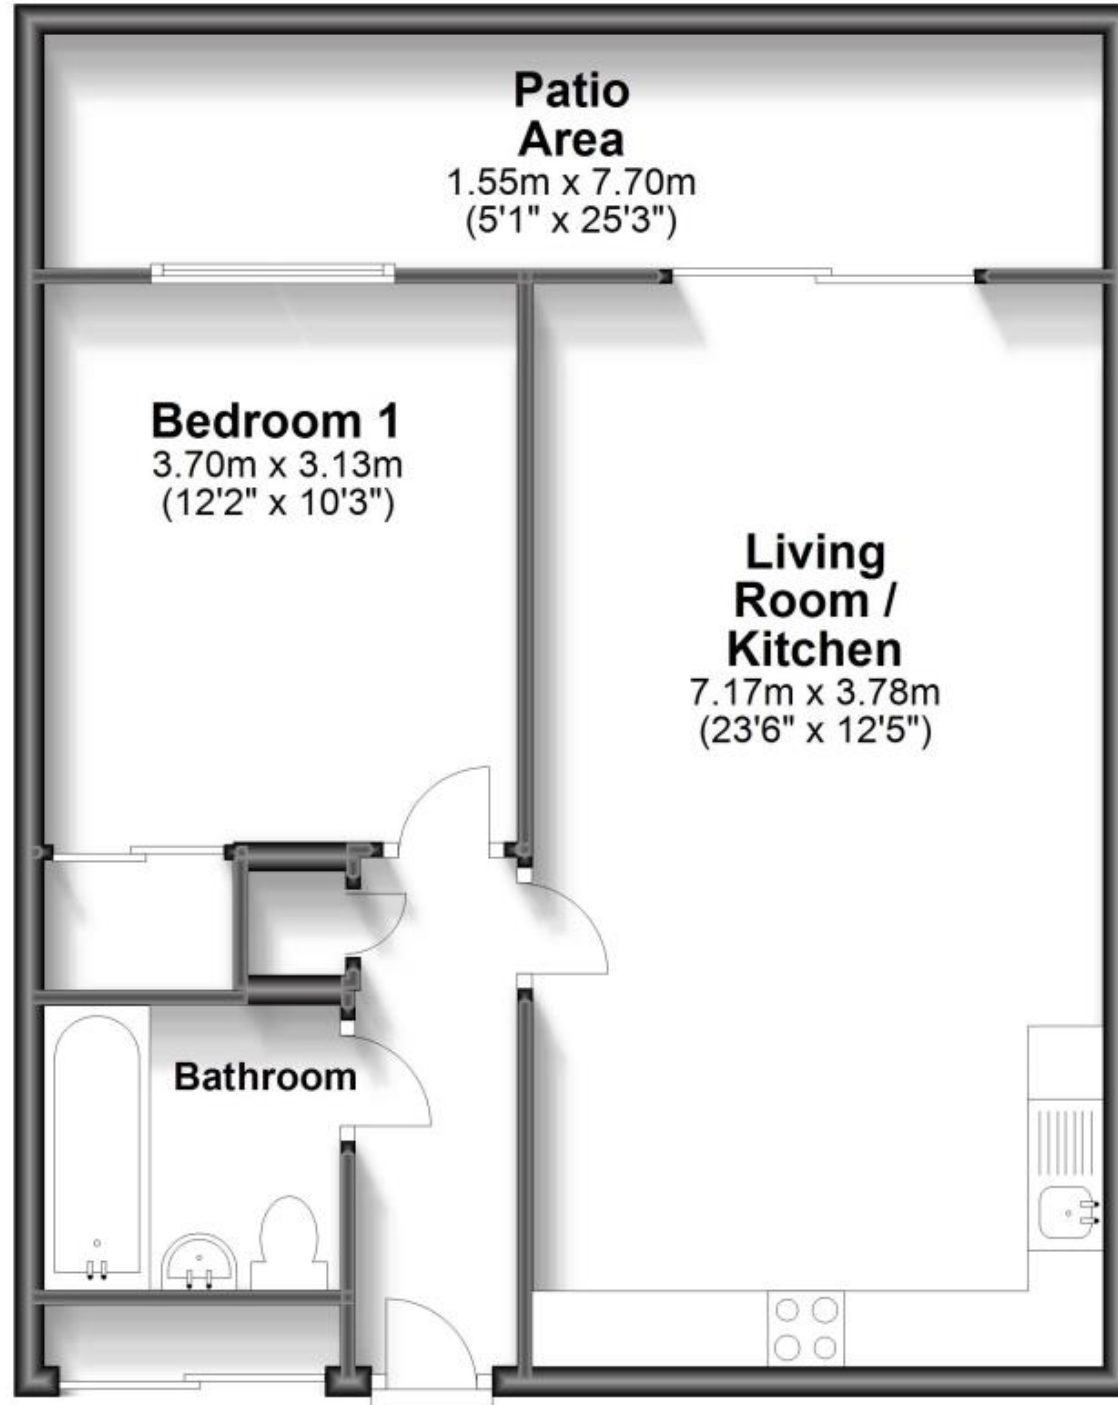 Patio
Area
1.55m x 7.70m
(5'1" x 25'3")
Bedroom 1
3.70m x 3.13m
(12'2" x 10'3")
Living
Room /
Kitchen
7.17m x 3.78m
(23'6" x 12'5")
Bathroom